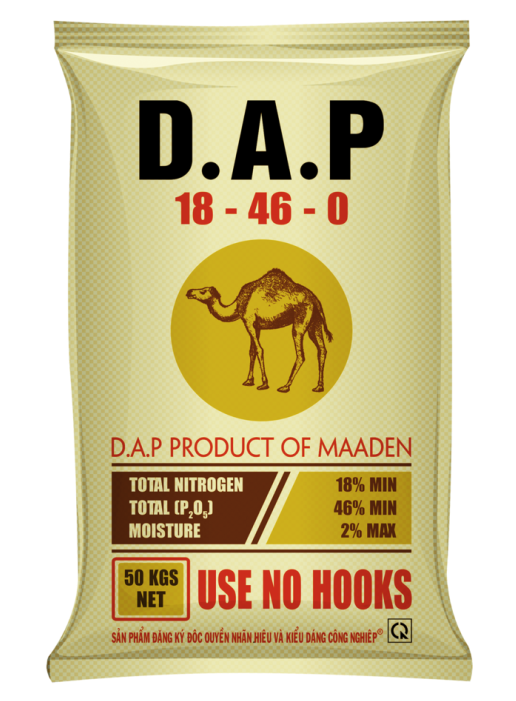 D.A.P
18 - 46 - 0
D.A.P PRODUCT OF MAADEN
TOTAL NITROGEN 18% MIN
TOTAL (P₂O₅) 46% MIN
MOISTURE 2% MAX
50 KGS
NET
USE NO HOOKS
SẢN PHẨM ĐĂNG KÝ ĐỘC QUYỀN NHÃN HIỆU VÀ KIỂU DÁNG CÔNG NGHIỆP®